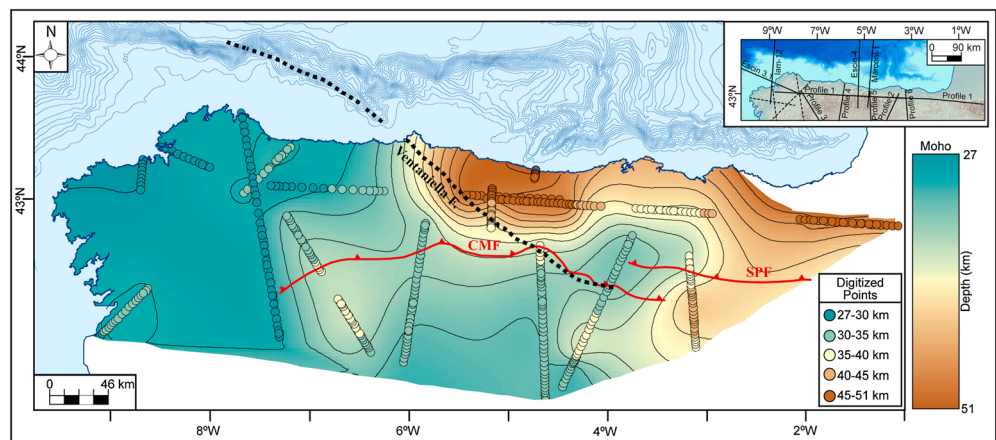 N
44°N
43°N
0 46 km
8°W
6°W
4°W
2°W
Ventaniella F.
CMF
SPF
9°W 7°W 5°W 3°W 1°W
0 90 km
43°N
Iam-12
Escin 3
Escin-4
Marconi-1
Profile 1
Profile 3
Profile 4
Profile 5
Profile 2
Profile 6
Profile 1
Moho
27
Depth (km)
51
Digitized
Points
27-30 km
30-35 km
35-40 km
40-45 km
45-51 km